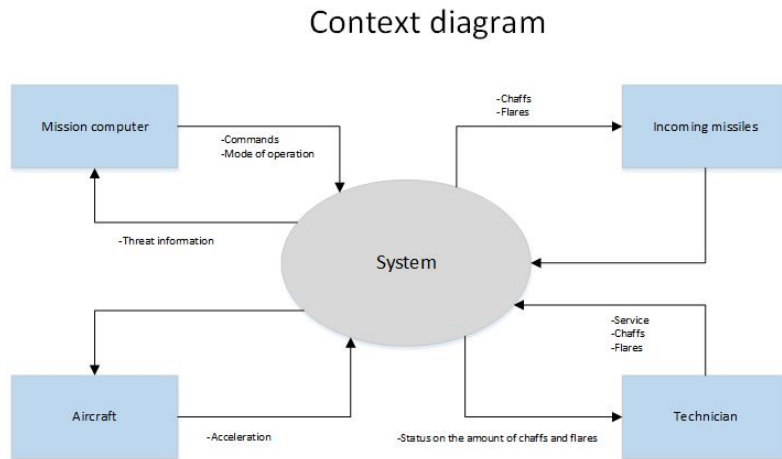 Context diagram
Mission computer
-Commands
-Mode of operation
-Chaffs
-Flares
Incoming missiles
-Threat information
System
-Service
-Chaffs
-Flares
Aircraft
-Acceleration
-Status on the amount of chaffs and flares
Technician